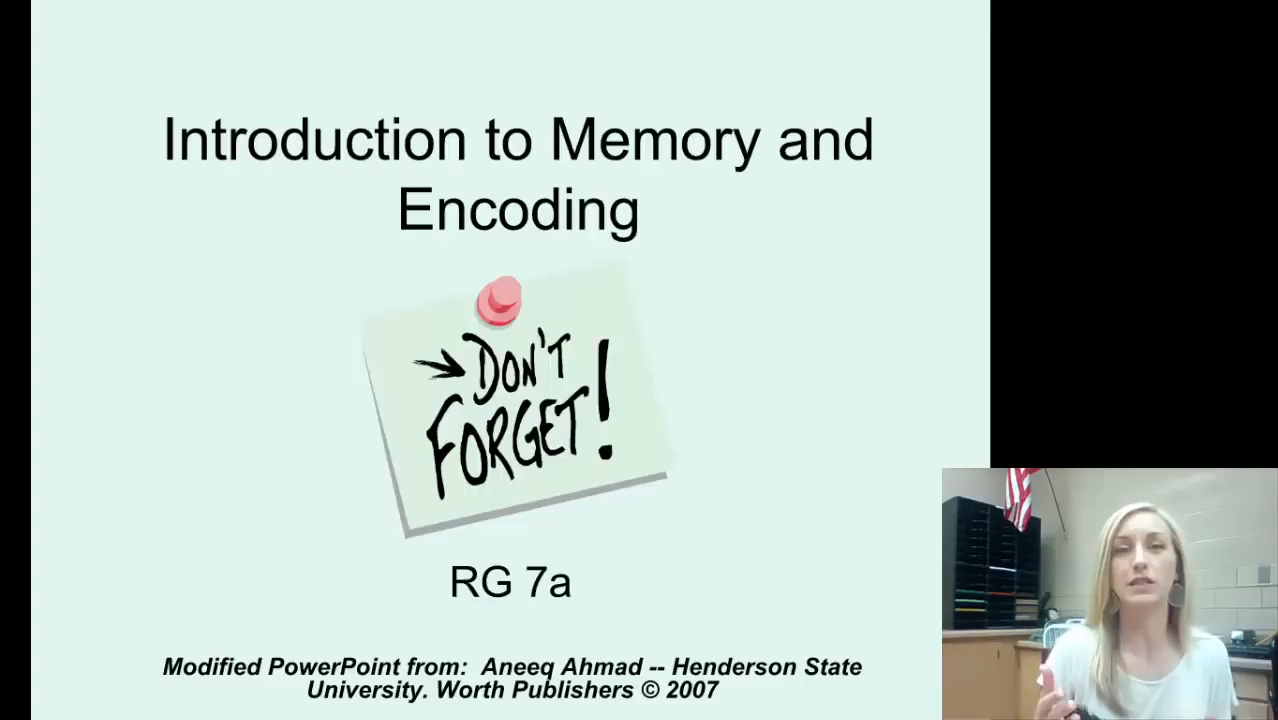 Introduction to Memory and
Encoding
DON'T
FORGET!
RG 7a
Modified PowerPoint from:  Aneeq Ahmad -- Henderson State
University. Worth Publishers © 2007